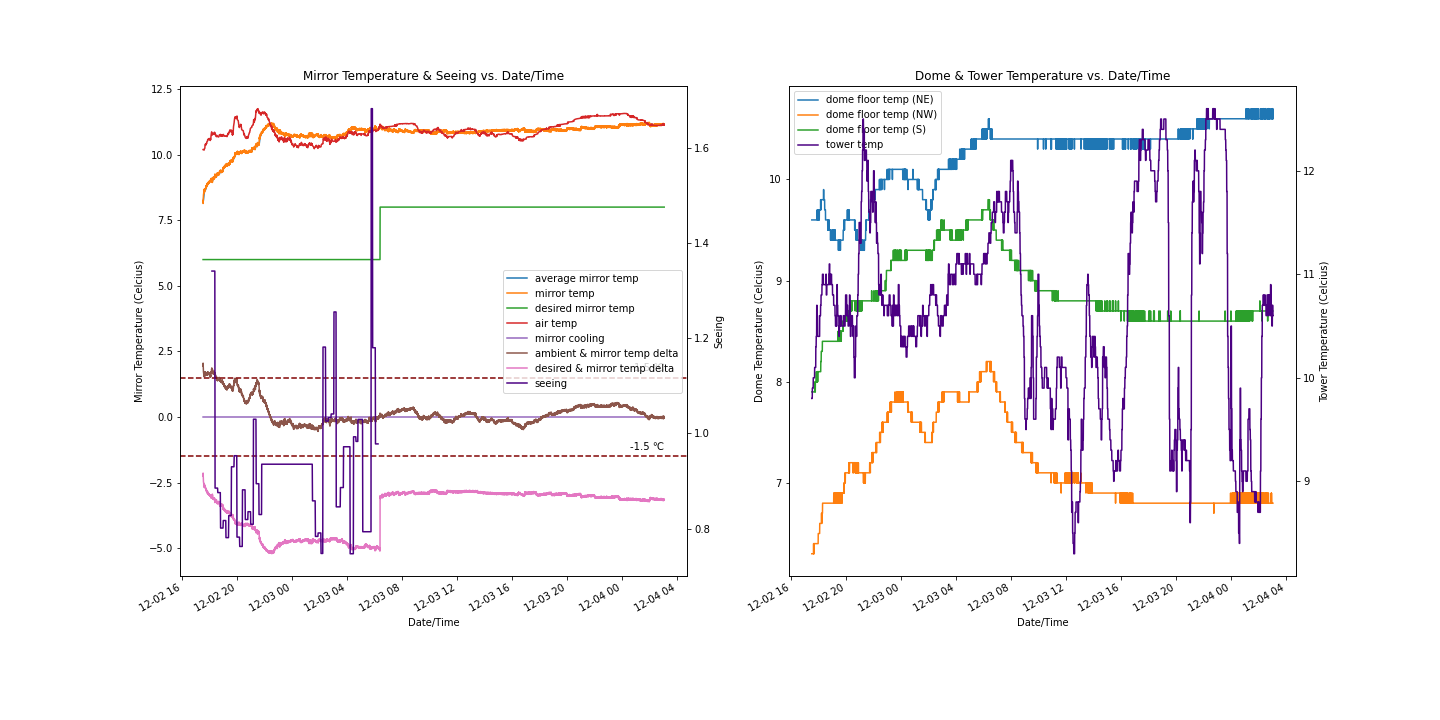 Mirror Temperature & Seeing vs. Date/Time
12.5
10.0
7.5
5.0
2.5
0.0
−2.5
−5.0
Mirror Temperature (Celcius)
1.6
1.4
1.2
1.0
0.8
Seeing
average mirror temp
mirror temp
desired mirror temp
air temp
mirror cooling
ambient & mirror temp delta
desired & mirror temp delta
seeing
-1.5 °C
12-02 16
12-02 20
12-03 00
12-03 04
12-03 08
12-03 12
12-03 16
12-03 20
12-04 00
12-04 04
Date/Time
Dome & Tower Temperature vs. Date/Time
dome floor temp (NE)
dome floor temp (NW)
dome floor temp (S)
tower temp
10
9
8
7
Dome Temperature (Celcius)
12
11
10
9
Tower Temperature (Celcius)
12-02 16
12-02 20
12-03 00
12-03 04
12-03 08
12-03 12
12-03 16
12-03 20
12-04 00
12-04 04
Date/Time